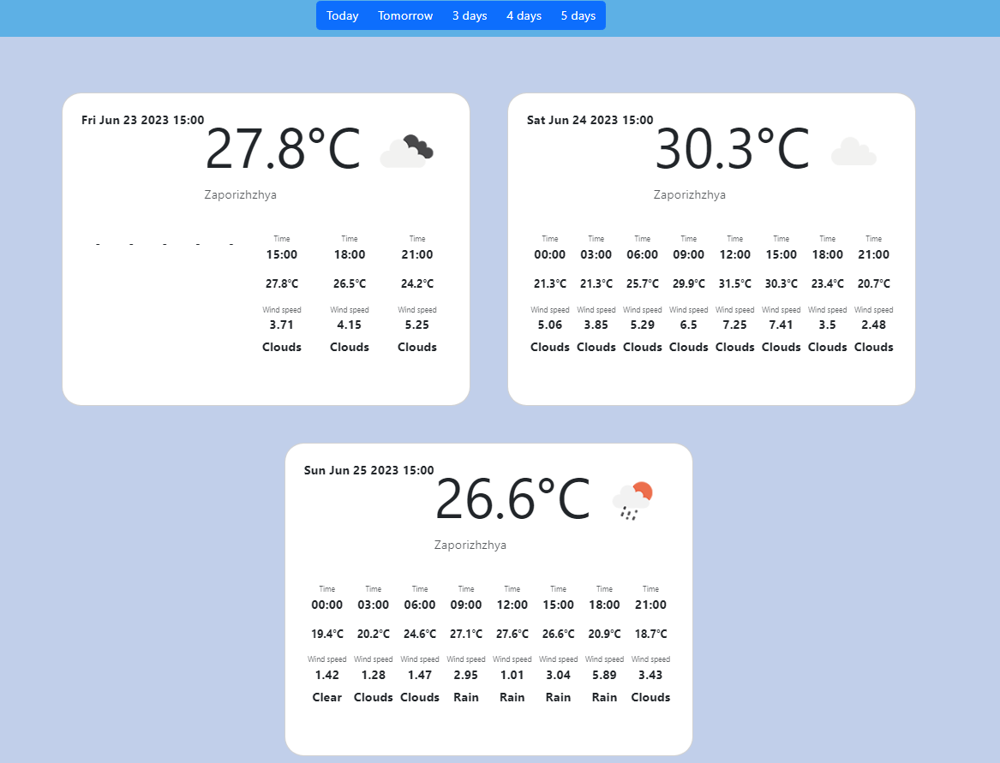 Today Tomorrow 3 days 4 days 5 days
Fri Jun 23 2023 15:00
27.8°C
Zaporizhzhya
- - - - -
Time Time Time
15:00 18:00 21:00
27.8°C 26.5°C 24.2°C
Wind speed Wind speed Wind speed
3.71 4.15 5.25
Clouds Clouds Clouds
Sat Jun 24 2023 15:00
30.3°C
Zaporizhzhya
Time Time Time Time Time Time Time Time
00:00 03:00 06:00 09:00 12:00 15:00 18:00 21:00
21.3°C 21.3°C 25.7°C 29.9°C 31.5°C 30.3°C 23.4°C 20.7°C
Wind speed Wind speed Wind speed Wind speed Wind speed Wind speed Wind speed Wind speed
5.06 3.85 5.29 6.5 7.25 7.41 3.5 2.48
Clouds Clouds Clouds Clouds Clouds Clouds Clouds Clouds
Sun Jun 25 2023 15:00
26.6°C
Zaporizhzhya
Time Time Time Time Time Time Time Time
00:00 03:00 06:00 09:00 12:00 15:00 18:00 21:00
19.4°C 20.2°C 24.6°C 27.1°C 27.6°C 26.6°C 20.9°C 18.7°C
Wind speed Wind speed Wind speed Wind speed Wind speed Wind speed Wind speed Wind speed
1.42 1.28 1.47 2.95 1.01 3.04 5.89 3.43
Clear Clouds Clouds Rain Rain Rain Rain Clouds